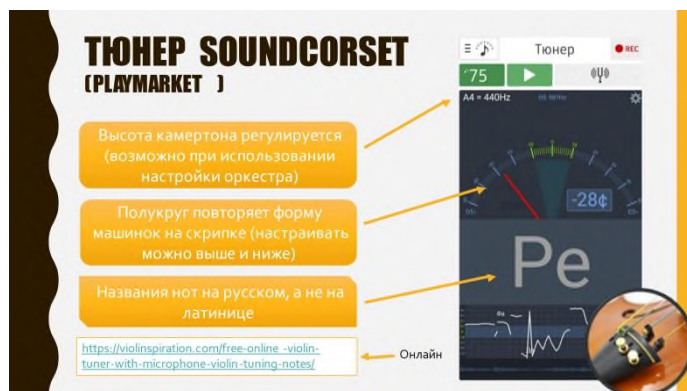 ТЮНЕР SOUNDCORSET
(PLAYMARKET )
Высота камертона регулируется
(возможно при использовании
настройки оркестра)
Полукруг повторяет форму
машинок на скрипке (настраивать
можно выше и ниже)
Названия нот на русском, а не на
латинице
https://violinspiration.com/free-online -violin-
tuner-with-microphone-violin-tuning-notes/
Онлайн
Тюнер
REC
75
A4 = 440Hz
-28¢
Ре